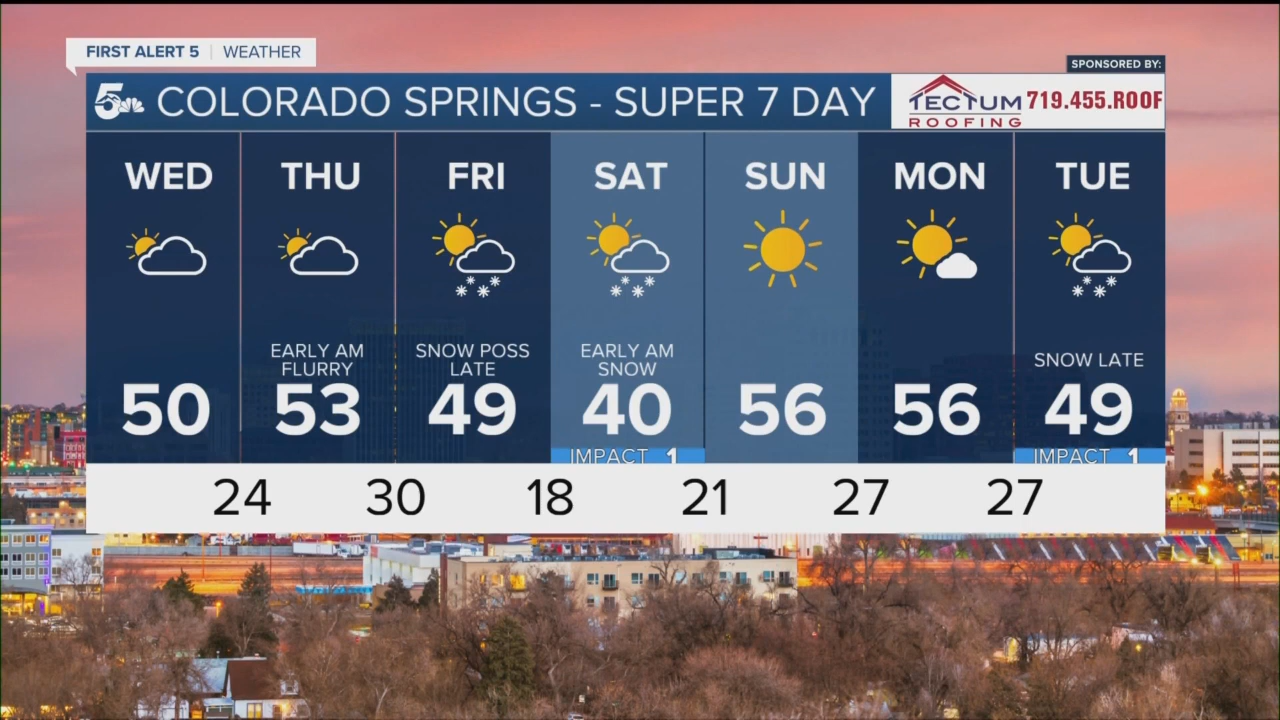 FIRST ALERT 5 | WEATHER
SPONSORED BY:
5 COLORADO SPRINGS - SUPER 7 DAY
TECTUM
ROOFING
719.455.ROOF
WED THU FRI SAT SUN MON TUE
EARLY AM
FLURRY
SNOW POSS
LATE
EARLY AM
SNOW
SNOW LATE
50 53 49 40 56 56 49
IMPACT 1
IMPACT 1
24 30 18 21 27 27